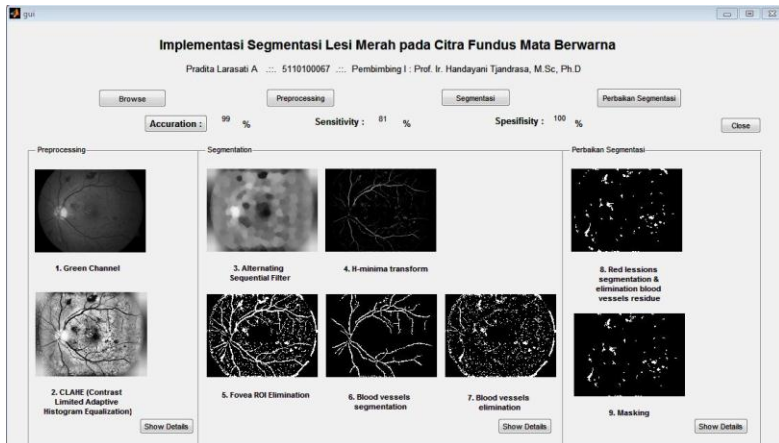 gui
Implementasi Segmentasi Lesi Merah pada Citra Fundus Mata Berwarna
Pradita Larasati A .::. 5110100067 .::. Pembimbing I : Prof. Ir. Handayani Tjandrasa, M.Sc, Ph.D
Browse Preprocessing Segmentasi Perbaikan Segmentasi
Accuration : 99 % Sensitivity : 81 % Spesifisity : 100 %
Close
Preprocessing Segmentation Perbaikan Segmentasi
1. Green Channel
3. Alternating
Sequential Filter
4. H-minima transform
8. Red lessions
segmentation &
elimination blood
vessels residue
2. CLAHE (Contrast
Limited Adaptive
Histogram Equalization)
5. Fovea ROI Elimination
6. Blood vessels
segmentation
7. Blood vessels
elimination
9. Masking
Show Details Show Details Show Details